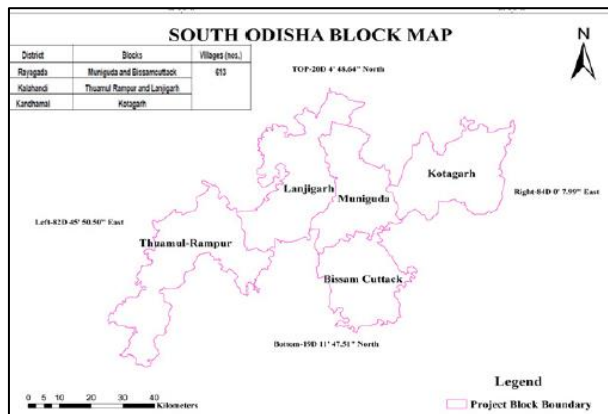 SOUTH ODISHA BLOCK MAP
N
District Blocks Villages (nos.)
Rayagada Muniguda and Bissamcuttack 613
Kalahandi Thuamul Rampur and Lanjigarh
Kandhamal Kotagarh
TOP-20D 4' 48.64" North
Kotagarh
Lanjigarh
Muniguda
Right-84D 0' 7.99" East
Left-82D 45' 50.50" East
Thuamul-Rampur
Bissam Cuttack
Bottom-19D 11' 47.51" North
Legend
Project Block Boundary
0 5 10 20 30 40
Kilometers